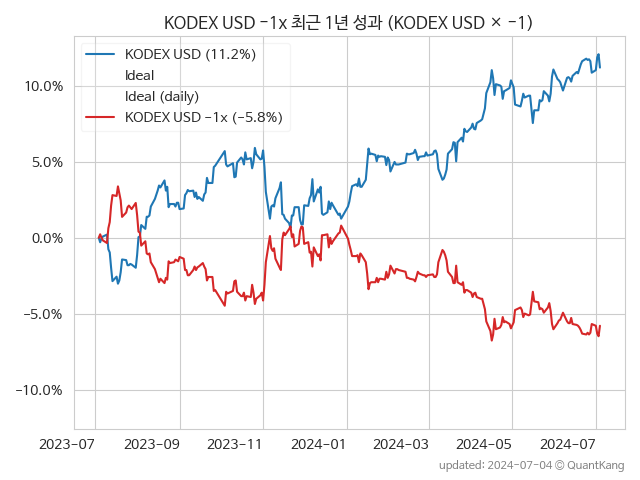 KODEX USD −1x 최근 1년 성과 (KODEX USD × −1)
KODEX USD (11.2%)
Ideal
Ideal (daily)
KODEX USD −1x (−5.8%)
10.0%
5.0%
0.0%
−5.0%
−10.0%
2023-07 2023-09 2023-11 2024-01 2024-03 2024-05 2024-07
updated: 2024-07-04 © QuantKang